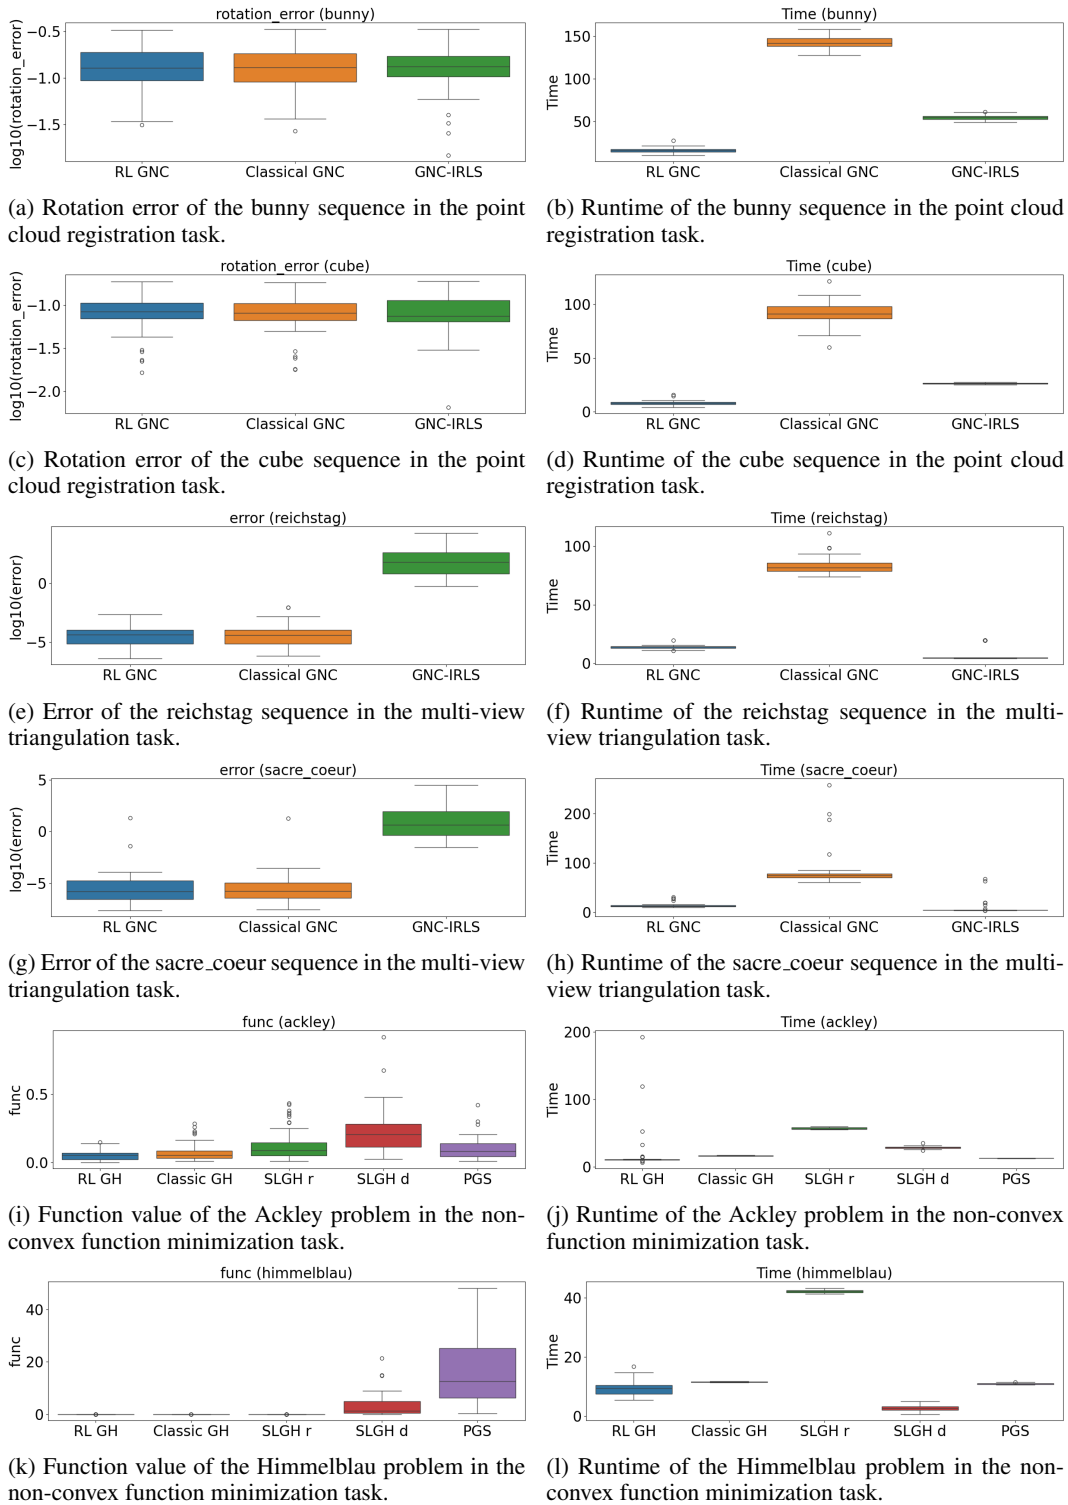 rotation_error (bunny)
log10(rotation_error)
−0.5
−1.0
−1.5
RL GNC Classical GNC GNC-IRLS
Time (bunny)
Time
150
100
50
RL GNC Classical GNC GNC-IRLS
(a) Rotation error of the bunny sequence in the point
cloud registration task.
(b) Runtime of the bunny sequence in the point cloud
registration task.
rotation_error (cube)
log10(rotation_error)
−1.0
−1.5
−2.0
RL GNC Classical GNC GNC-IRLS
Time (cube)
Time
100
50
0
RL GNC Classical GNC GNC-IRLS
(c) Rotation error of the cube sequence in the point
cloud registration task.
(d) Runtime of the cube sequence in the point cloud
registration task.
error (reichstag)
log10(error)
0
−5
RL GNC Classical GNC GNC-IRLS
Time (reichstag)
Time
100
50
0
RL GNC Classical GNC GNC-IRLS
(e) Error of the reichstag sequence in the multi-view
triangulation task.
(f) Runtime of the reichstag sequence in the multi-
view triangulation task.
error (sacre_coeur)
log10(error)
5
0
−5
RL GNC Classical GNC GNC-IRLS
Time (sacre_coeur)
Time
200
100
0
RL GNC Classical GNC GNC-IRLS
(g) Error of the sacre_coeur sequence in the multi-view
triangulation task.
(h) Runtime of the sacre_coeur sequence in the multi-
view triangulation task.
func (ackley)
func
0.5
0.0
RL GH Classic GH SLGH r SLGH d PGS
Time (ackley)
Time
200
100
0
RL GH Classic GH SLGH r SLGH d PGS
(i) Function value of the Ackley problem in the non-
convex function minimization task.
(j) Runtime of the Ackley problem in the non-convex
function minimization task.
func (himmelblau)
func
40
20
0
RL GH Classic GH SLGH r SLGH d PGS
Time (himmelblau)
Time
40
20
0
RL GH Classic GH SLGH r SLGH d PGS
(k) Function value of the Himmelblau problem in the
non-convex function minimization task.
(l) Runtime of the Himmelblau problem in the non-
convex function minimization task.